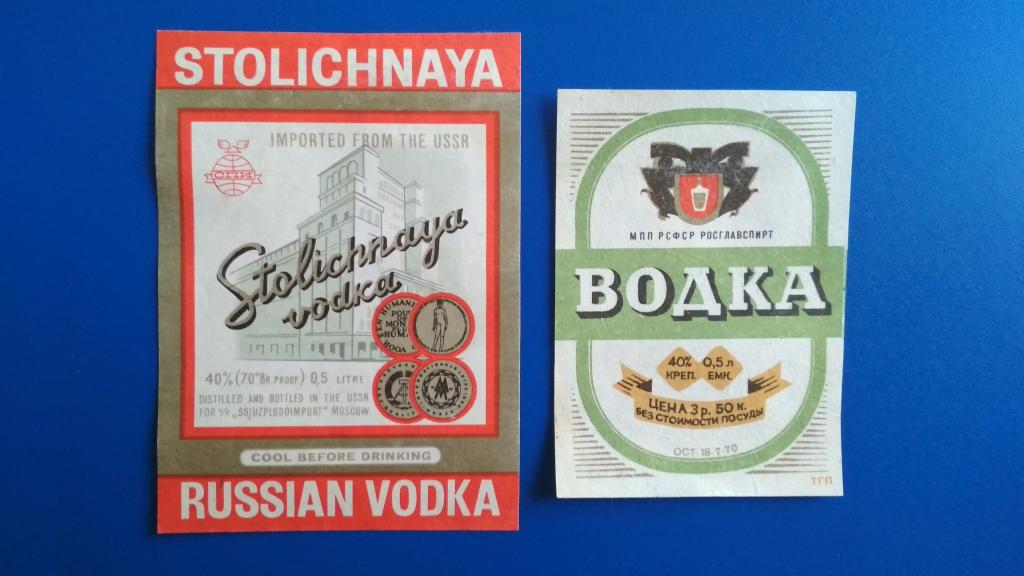 STOLICHNAYA
IMPORTED FROM THE USSR
Stolichnaya
vodka
40% (70° BR. PROOF) 0,5 LITRE
DISTILLED AND BOTTLED IN THE USSR
FOR V/O „SOJUZPLODOIMPORT“ MOSCOW
COOL BEFORE DRINKING
RUSSIAN VODKA
МПП РСФСР РОСГЛАВСПИРТ
ВОДКА
40% 0,5 л
КРЕП. ЕМК.
ЦЕНА 3 р. 50 к.
БЕЗ СТОИМОСТИ ПОСУДЫ
ОСТ 18-7-70
ТГП